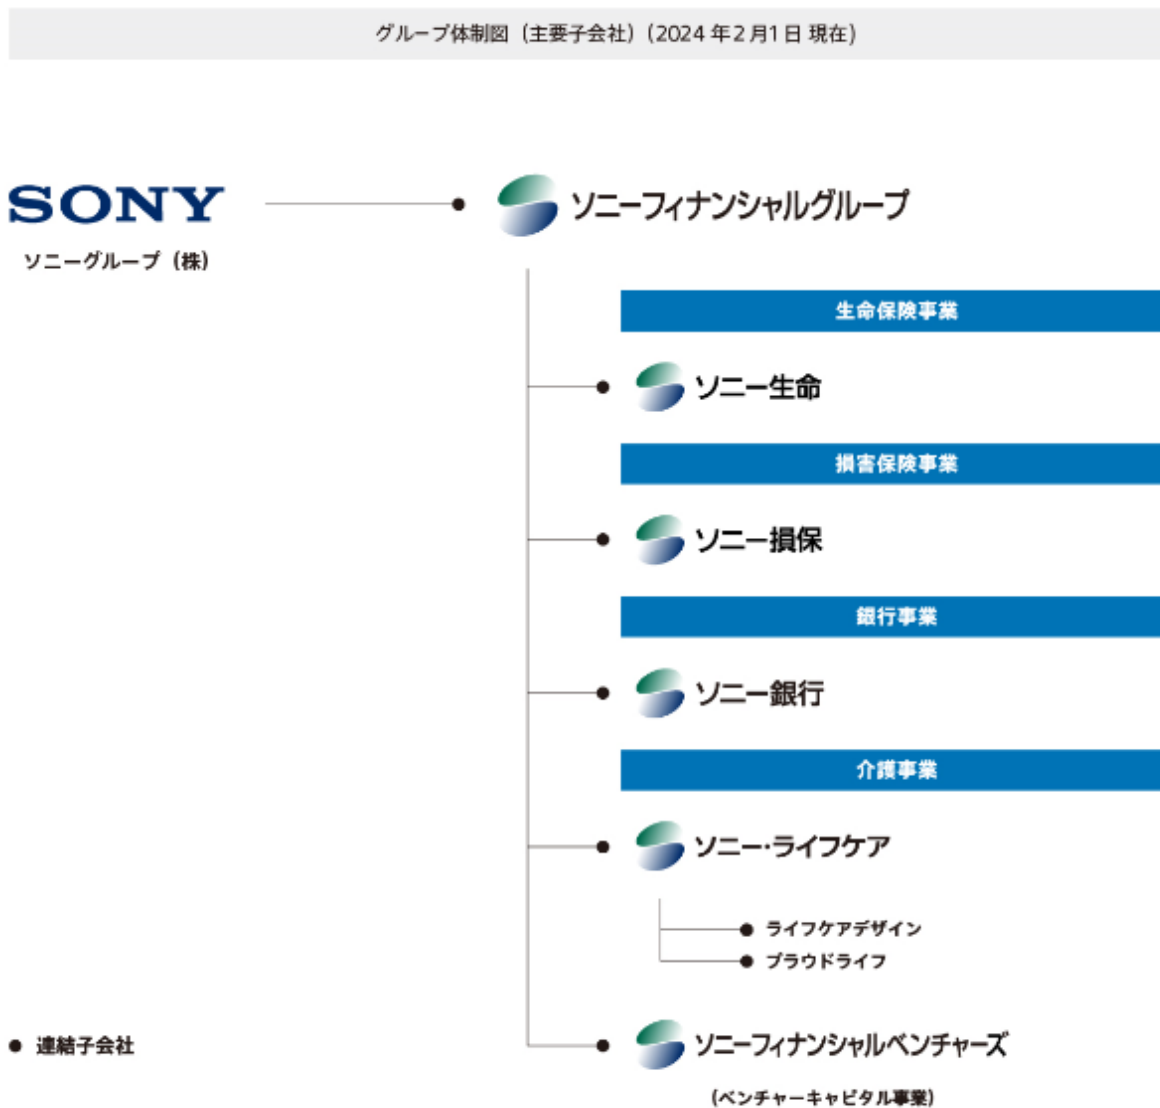 グループ体制図（主要子会社）（2024年2月1日 現在）
SONY
ソニーグループ（株）
ソニーフィナンシャルグループ
生命保険事業
ソニー生命
損害保険事業
ソニー損保
銀行事業
ソニー銀行
介護事業
ソニー・ライフケア
ライフケアデザイン
プラウドライフ
● 連結子会社
ソニーフィナンシャルベンチャーズ
（ベンチャーキャピタル事業）